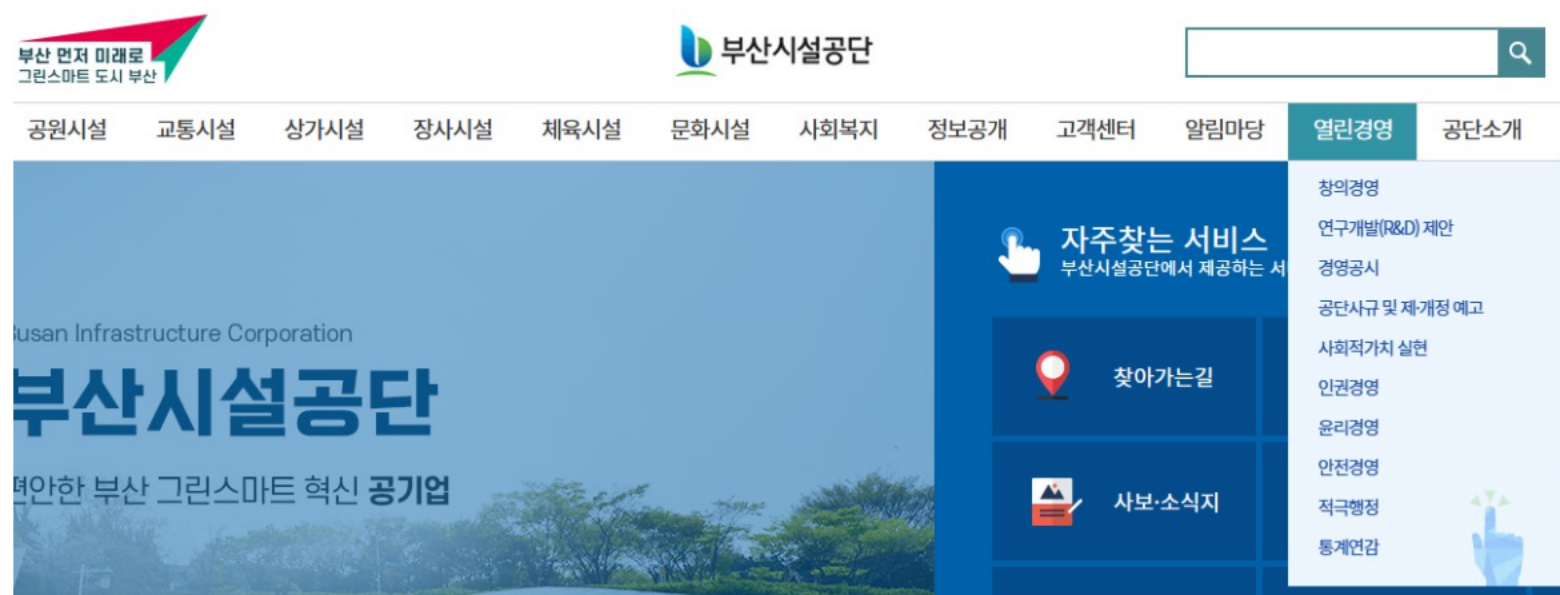 부산 먼저 미래로
그린스마트 도시 부산
부산시설공단
공원시설 교통시설 상가시설 장사시설 체육시설 문화시설 사회복지 정보공개 고객센터 알림마당 열린경영 공단소개
창의경영
연구개발(R&D) 제안
경영공시
공단사규 및 제·개정 예고
사회적가치 실현
인권경영
윤리경영
안전경영
적극행정
통계연감
자주찾는 서비스
부산시설공단에서 제공하는
찾아가는길
사보·소식지
Busan Infrastructure Corporation
부산시설공단
편안한 부산 그린스마트 혁신 공기업